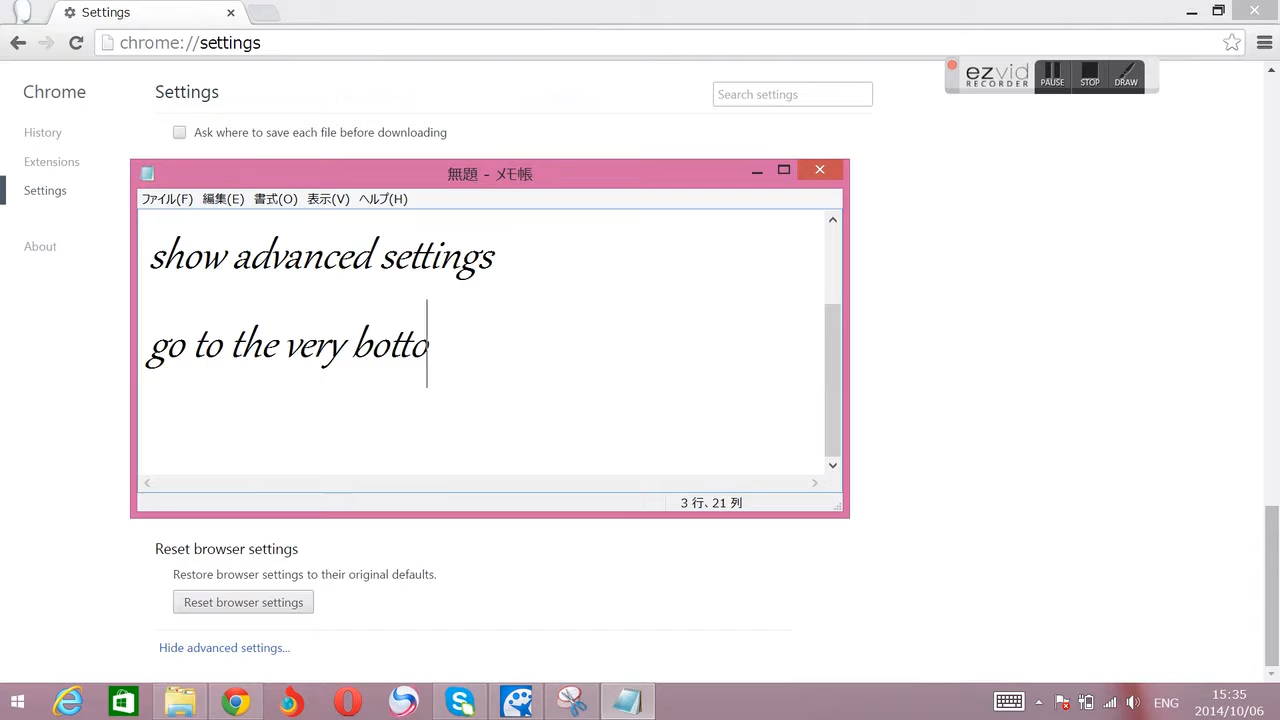 Settings
chrome://settings
Chrome
Settings
Search settings
ezvid
RECORDER
PAUSE
STOP
DRAW
History
Extensions
Settings
About
Ask where to save each file before downloading
無題 - メモ帳
ファイル(F) 編集(E) 書式(O) 表示(V) ヘルプ(H)
show advanced settings
go to the very botto
3 行、21 列
Reset browser settings
Restore browser settings to their original defaults.
Reset browser settings
Hide advanced settings...
ENG
15:35
2014/10/06